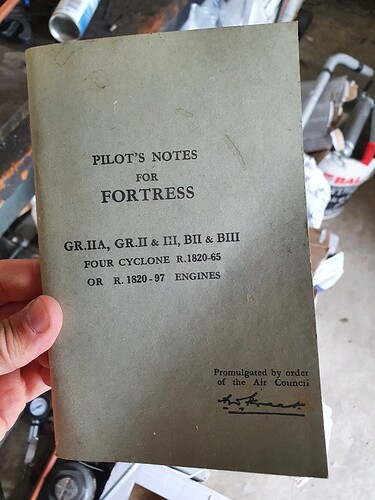 PILOT'S NOTES
FOR
FORTRESS
GR.IIA, GR.II & III, BII & BIII
FOUR CYCLONE R.1820-65
OR R.1820-97 ENGINES
Promulgated by order
of the Air Council